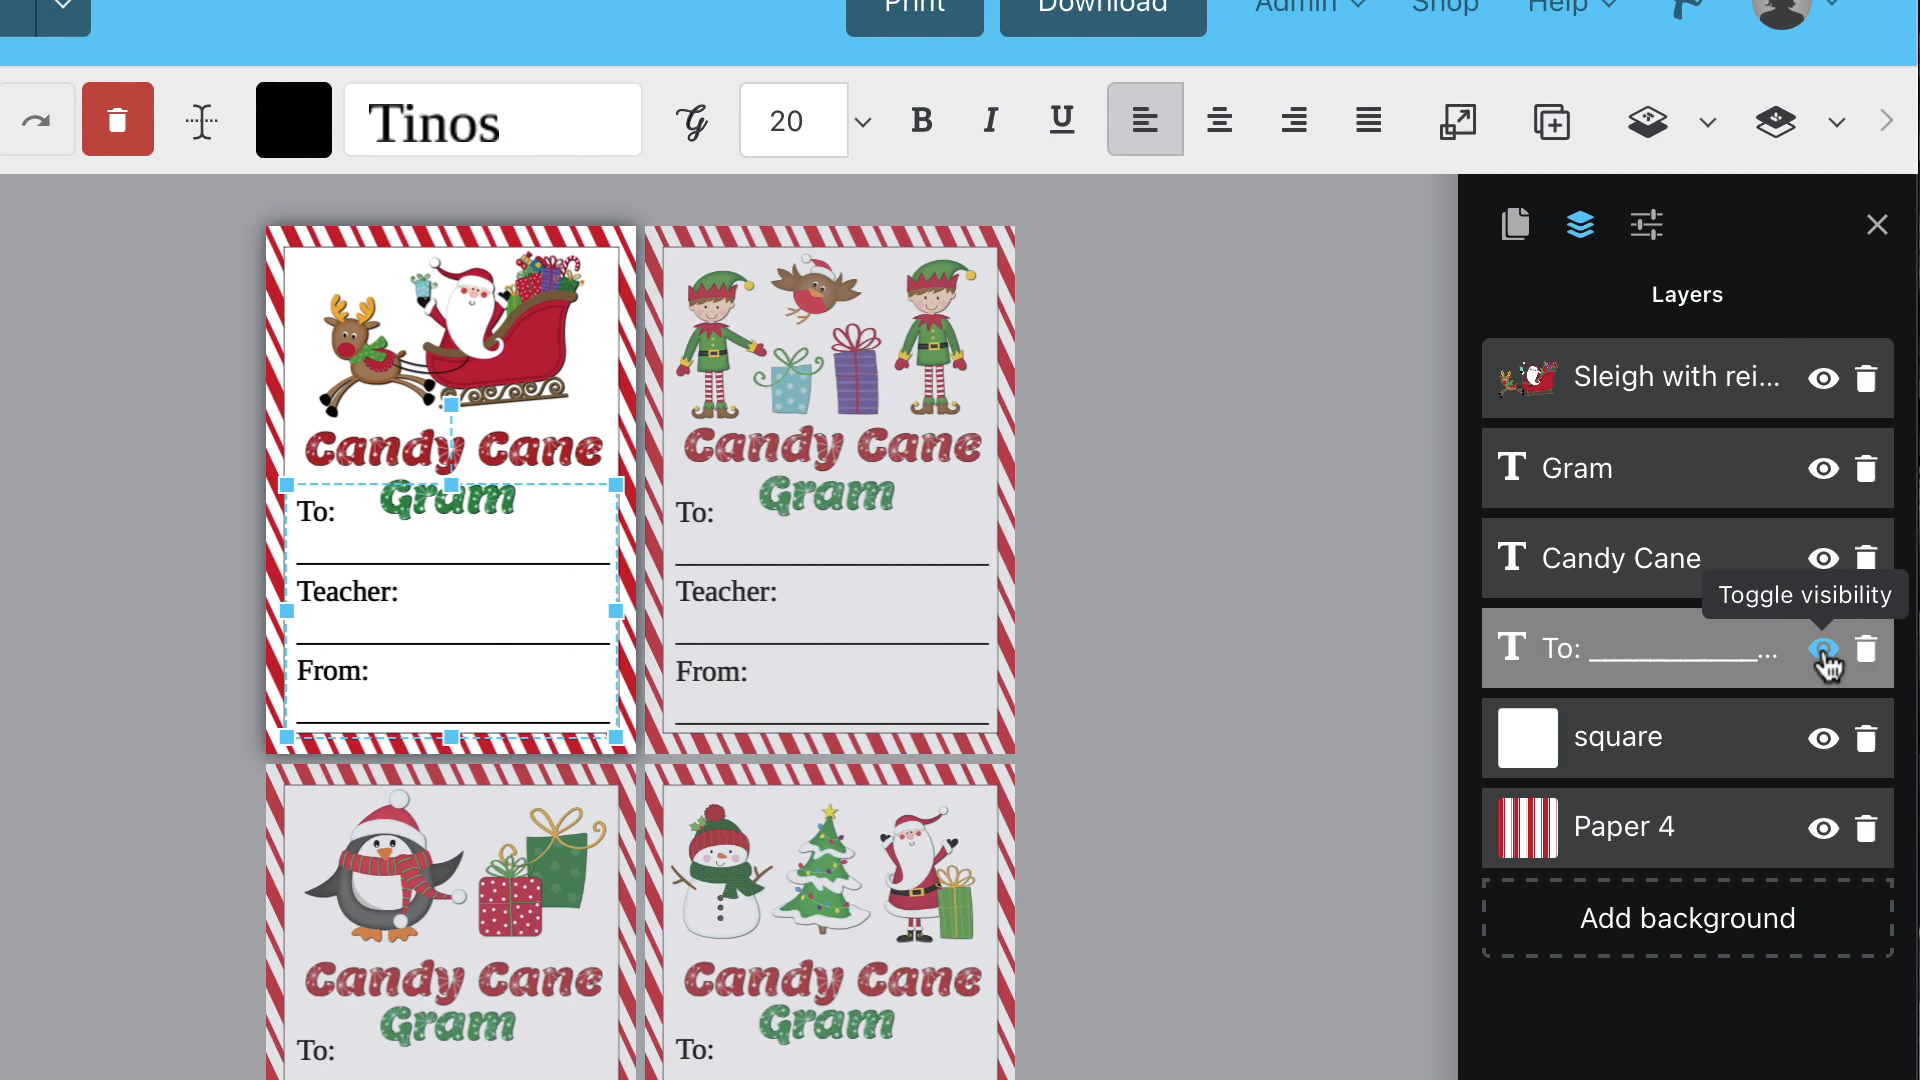 Print Download Admin Shop Help
Tinos 20 B I U
Layers
Sleigh with rei...
T Gram
T Candy Cane
Toggle visibility
T To: ____________...
square
Paper 4
Add background
Candy Cane
Gram
To:
Teacher:
From:
Candy Cane
Gram
To:
Teacher:
From:
Candy Cane
Gram
To:
Candy Cane
Gram
To: